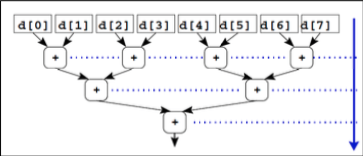 d[0] d[1] d[2] d[3] d[4] d[5] d[6] d[7]
+ + + +
+ +
+